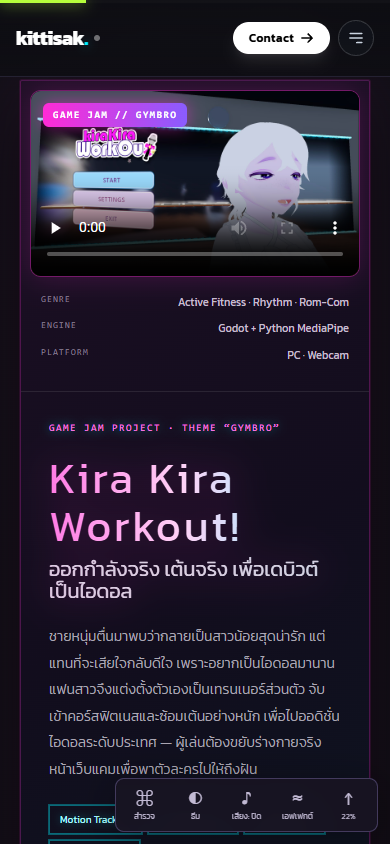 kittisak.
Contact →
GAME JAM // GYMBRO
KiraKira
WorkOut
START
SETTINGS
EXIT
0:00
GENRE
Active Fitness · Rhythm · Rom-Com
ENGINE
Godot + Python MediaPipe
PLATFORM
PC · Webcam
GAME JAM PROJECT · THEME “GYMBRO”
Kira Kira
Workout!
ออกกำลังจริง เต้นจริง เพื่อเดบิวต์
เป็นไอดอล
ชายหนุ่มตื่นมาพบว่ากลายเป็นสาวน้อยสุดน่ารัก แต่
แทนที่จะเสียใจกลับดีใจ เพราะอยากเป็นไอดอลมานาน
แฟนสาวจึงแต่งตั้งตัวเองเป็นเทรนเนอร์ส่วนตัว จับ
เข้าคอร์สฟิตเนสและซ้อมเต้นอย่างหนัก เพื่อไปออดิชั่น
ไอดอลระดับประเทศ — ผู้เล่นต้องขยับร่างกายจริง
หน้าเว็บแคมเพื่อพาตัวละครไปให้ถึงฝัน
Motion Track
สำรวจ
ธีม
เสียง: ปิด
เอฟเฟกต์
22%